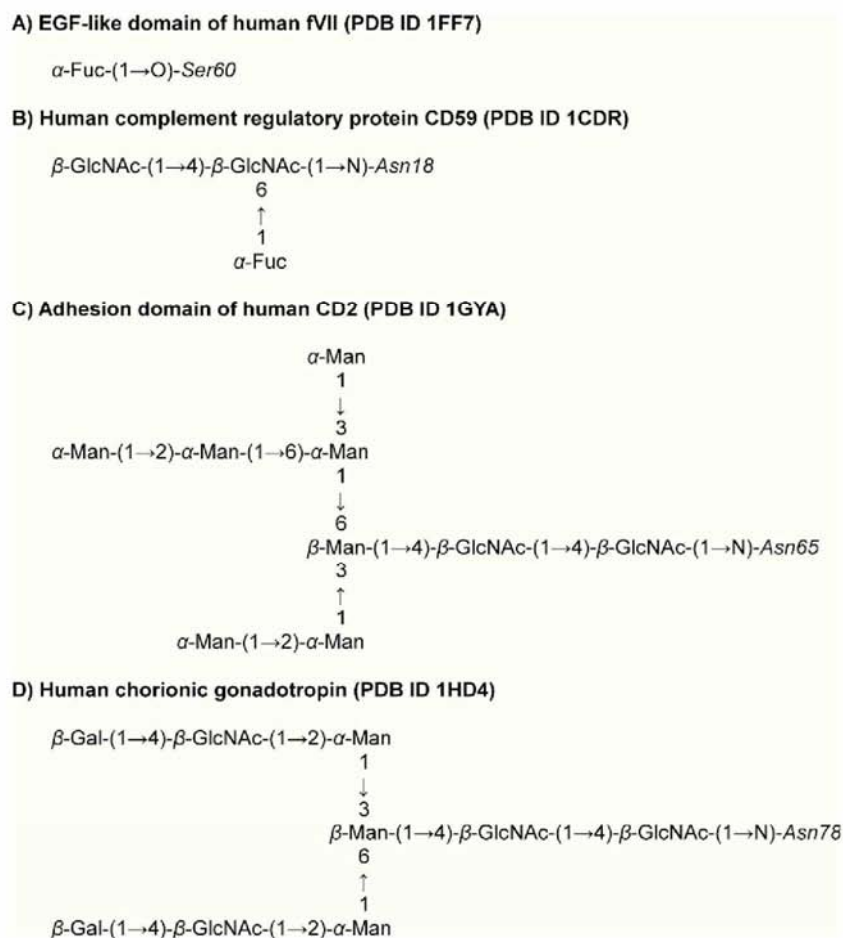 A) EGF-like domain of human fVII (PDB ID 1FF7)
α-Fuc-(1→O)-Ser60
B) Human complement regulatory protein CD59 (PDB ID 1CDR)
β-GlcNAc-(1→4)-β-GlcNAc-(1→N)-Asn18
6
↑
1
α-Fuc
C) Adhesion domain of human CD2 (PDB ID 1GYA)
α-Man
1
↓
3
α-Man-(1→2)-α-Man-(1→6)-α-Man
1
↓
6
β-Man-(1→4)-β-GlcNAc-(1→4)-β-GlcNAc-(1→N)-Asn65
3
↑
1
α-Man-(1→2)-α-Man
D) Human chorionic gonadotropin (PDB ID 1HD4)
β-Gal-(1→4)-β-GlcNAc-(1→2)-α-Man
1
↓
3
β-Man-(1→4)-β-GlcNAc-(1→4)-β-GlcNAc-(1→N)-Asn78
6
↑
1
β-Gal-(1→4)-β-GlcNAc-(1→2)-α-Man